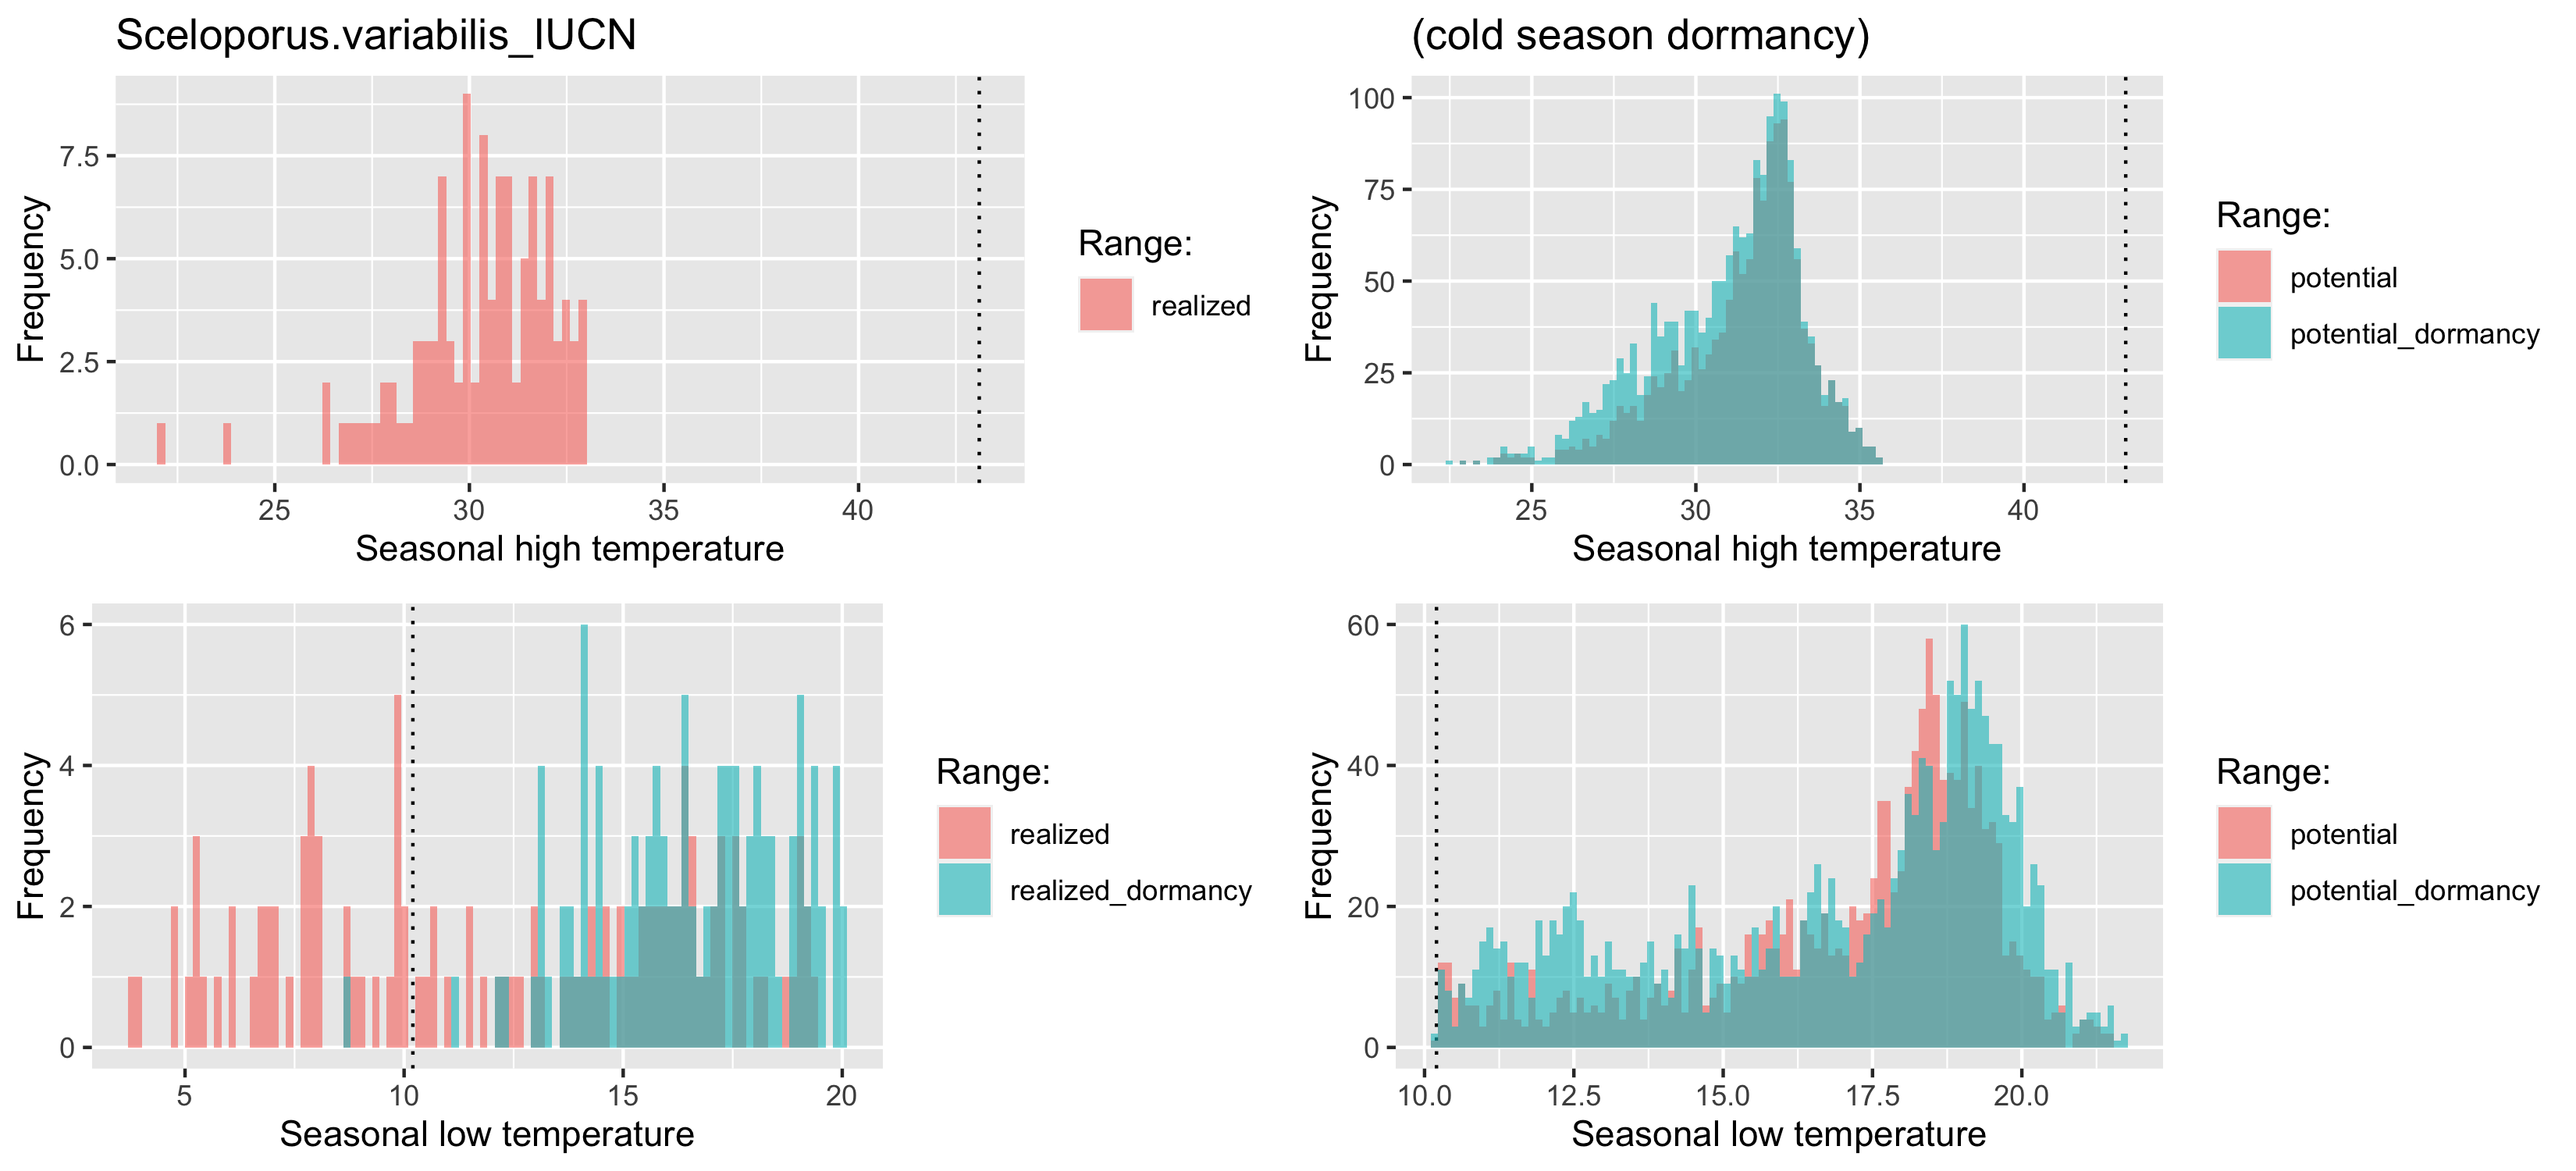 Sceloporus.variabilis_IUCN
Frequency
7.5
5.0
2.5
0.0
25 30 35 40
Seasonal high temperature
Range:
realized
(cold season dormancy)
Frequency
100
75
50
25
0
25 30 35 40
Seasonal high temperature
Range:
potential
potential_dormancy
Frequency
6
4
2
0
5 10 15 20
Seasonal low temperature
Range:
realized
realized_dormancy
Frequency
60
40
20
0
10.0 12.5 15.0 17.5 20.0
Seasonal low temperature
Range:
potential
potential_dormancy